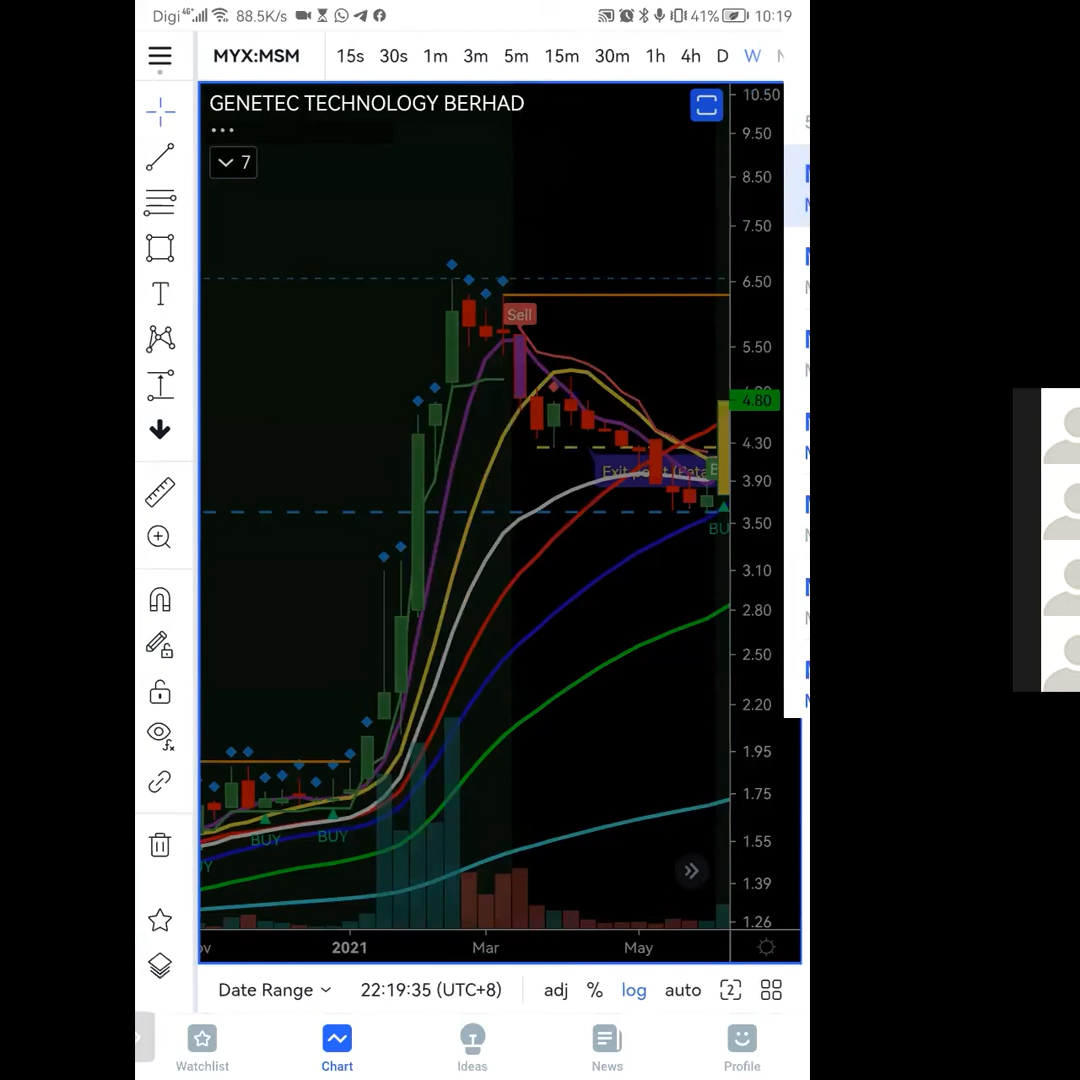 Digi 4G 88.5K/s 41% 10:19
MYX:MSM 15s 30s 1m 3m 5m 15m 30m 1h 4h D W
GENETEC TECHNOLOGY BERHAD
7
10.50
9.50
8.50
7.50
6.50
Sell
5.50
4.80
4.30
Exit point
3.90
3.50
BU
3.10
2.80
2.50
2.20
1.95
1.75
BUY BUY
1.55
1.39
1.26
2021 Mar May
Date Range 22:19:35 (UTC+8) adj % log auto 2
Watchlist Chart Ideas News Profile